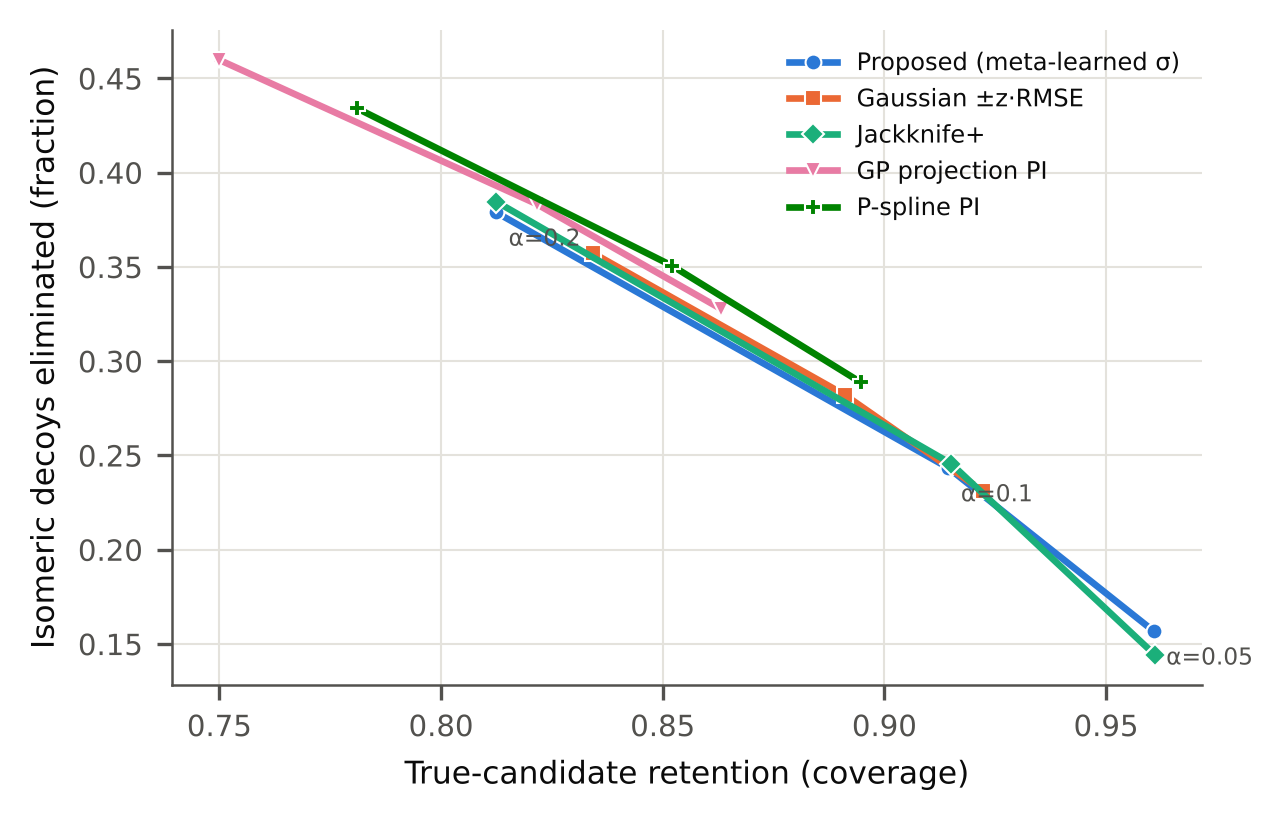 Isomeric decoys eliminated (fraction)
0.45
0.40
0.35
0.30
0.25
0.20
0.15
Proposed (meta-learned σ)
Gaussian ±z·RMSE
Jackknife+
GP projection PI
P-spline PI
α=0.2
α=0.1
α=0.05
0.75 0.80 0.85 0.90 0.95
True-candidate retention (coverage)